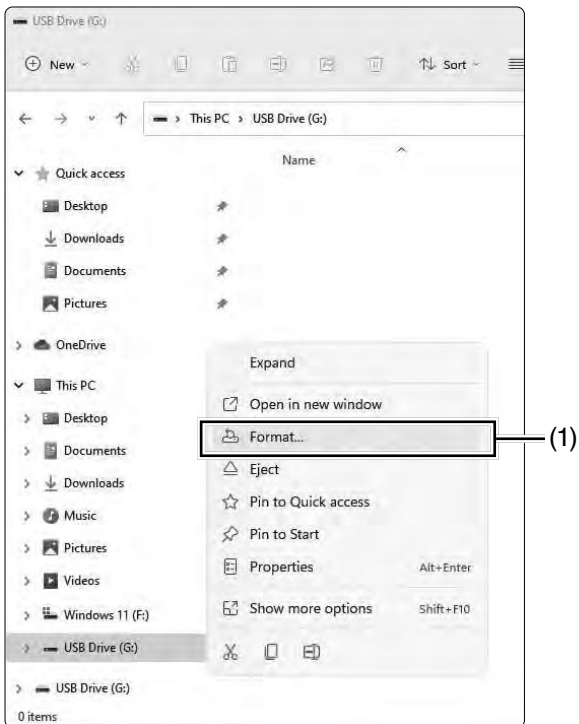 USB Drive (G:)
New Sort
This PC > USB Drive (G:)
Name
Quick access
Desktop
Downloads
Documents
Pictures
OneDrive
Expand
This PC
Open in new window
Desktop
Format...
(1)
Documents
Eject
Downloads
Pin to Quick access
Music
Pin to Start
Pictures
Properties Alt+Enter
Videos
Windows 11 (F:)
Show more options Shift+F10
USB Drive (G:)
USB Drive (G:)
0 items